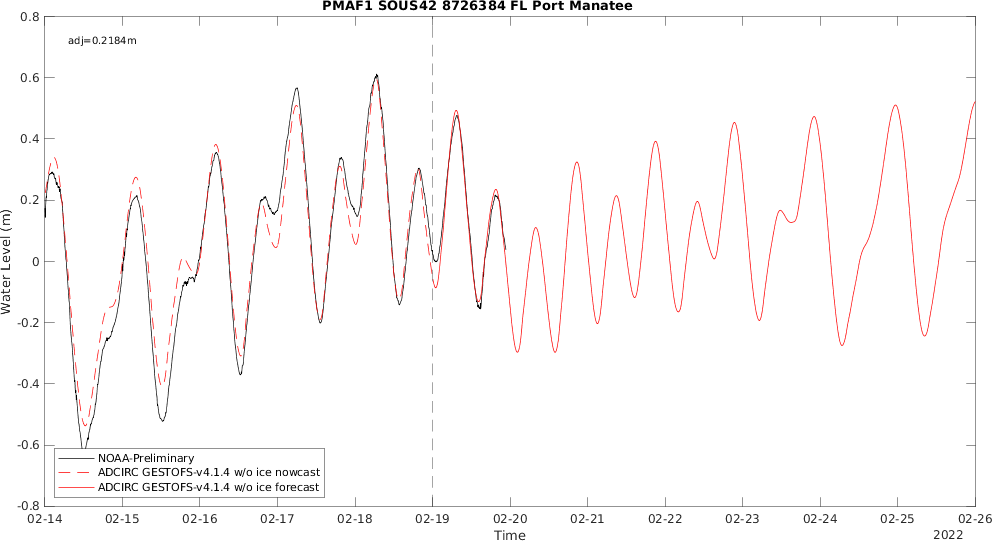 PMAF1 SOUS42 8726384 FL Port Manatee
adj=0.2184m
0.8
0.6
0.4
0.2
0
-0.2
-0.4
-0.6
-0.8
Water Level (m)
NOAA-Preliminary
ADCIRC GESTOFS-v4.1.4 w/o ice nowcast
ADCIRC GESTOFS-v4.1.4 w/o ice forecast
02-14 02-15 02-16 02-17 02-18 02-19 02-20 02-21 02-22 02-23 02-24 02-25 02-26
Time
2022